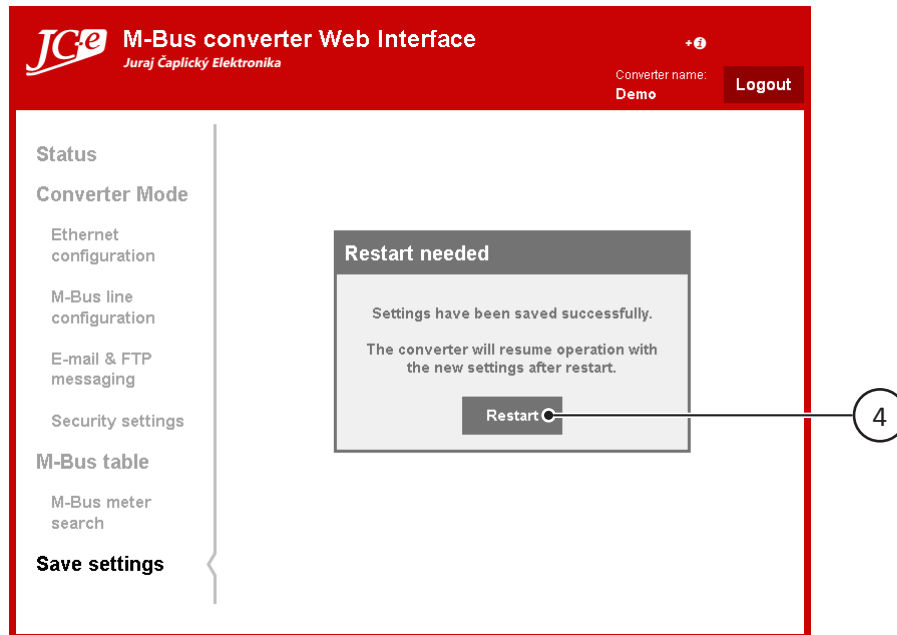 JC-e
M-Bus converter Web Interface
Juraj Čaplický Elektronika
+i
Converter name:
Demo
Logout
Status
Converter Mode
Ethernet
configuration
M-Bus line
configuration
E-mail & FTP
messaging
Security settings
M-Bus table
M-Bus meter
search
Save settings
Restart needed
Settings have been saved successfully.
The converter will resume operation with
the new settings after restart.
Restart
4